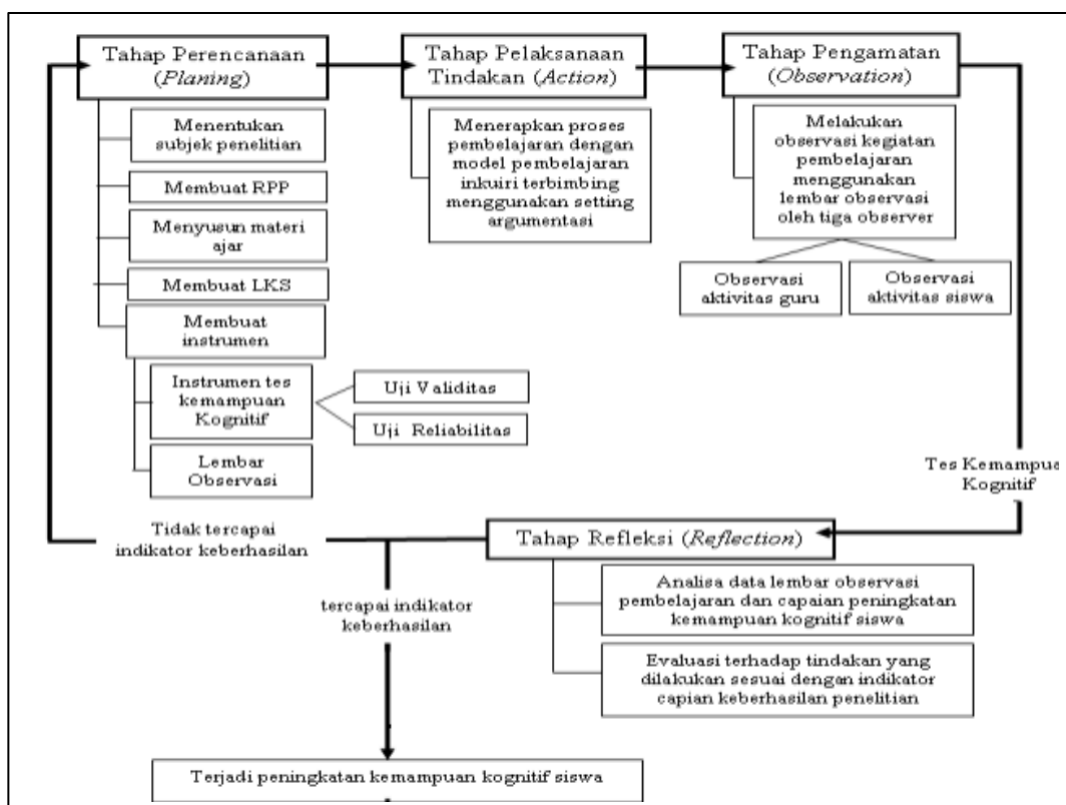 Tahap Perencanaan
(Planing)
Menentukan
subjek penelitian
Membuat RPP
Menyusun materi
ajar
Membuat LKS
Membuat
instrumen
Instrumen tes
kemampuan
Kognitif
Uji Validitas
Uji Reliabilitas
Lembar
Observasi
Tahap Pelaksanaan
Tindakan (Action)
Menerapkan proses
pembelajaran dengan
model pembelajaran
inkuiri terbimbing
menggunakan setting
argumentasi
Tahap Pengamatan
(Observation)
Melakukan
observasi kegiatan
pembelajaran
menggunakan
lembar observasi
oleh tiga observer
Observasi
aktivitas guru
Observasi
aktivitas siswa
Tes Kemampua
Kognitif
Tahap Refleksi (Reflection)
Analisa data lembar observasi
pembelajaran dan capaian peningkatan
kemampuan kognitif siswa
Evaluasi terhadap tindakan yang
dilakukan sesuai dengan indikator
capian keberhasilan penelitian
Tidak tercapai
indikator keberhasilan
tercapai indikator
keberhasilan
Terjadi peningkatan kemampuan kognitif siswa